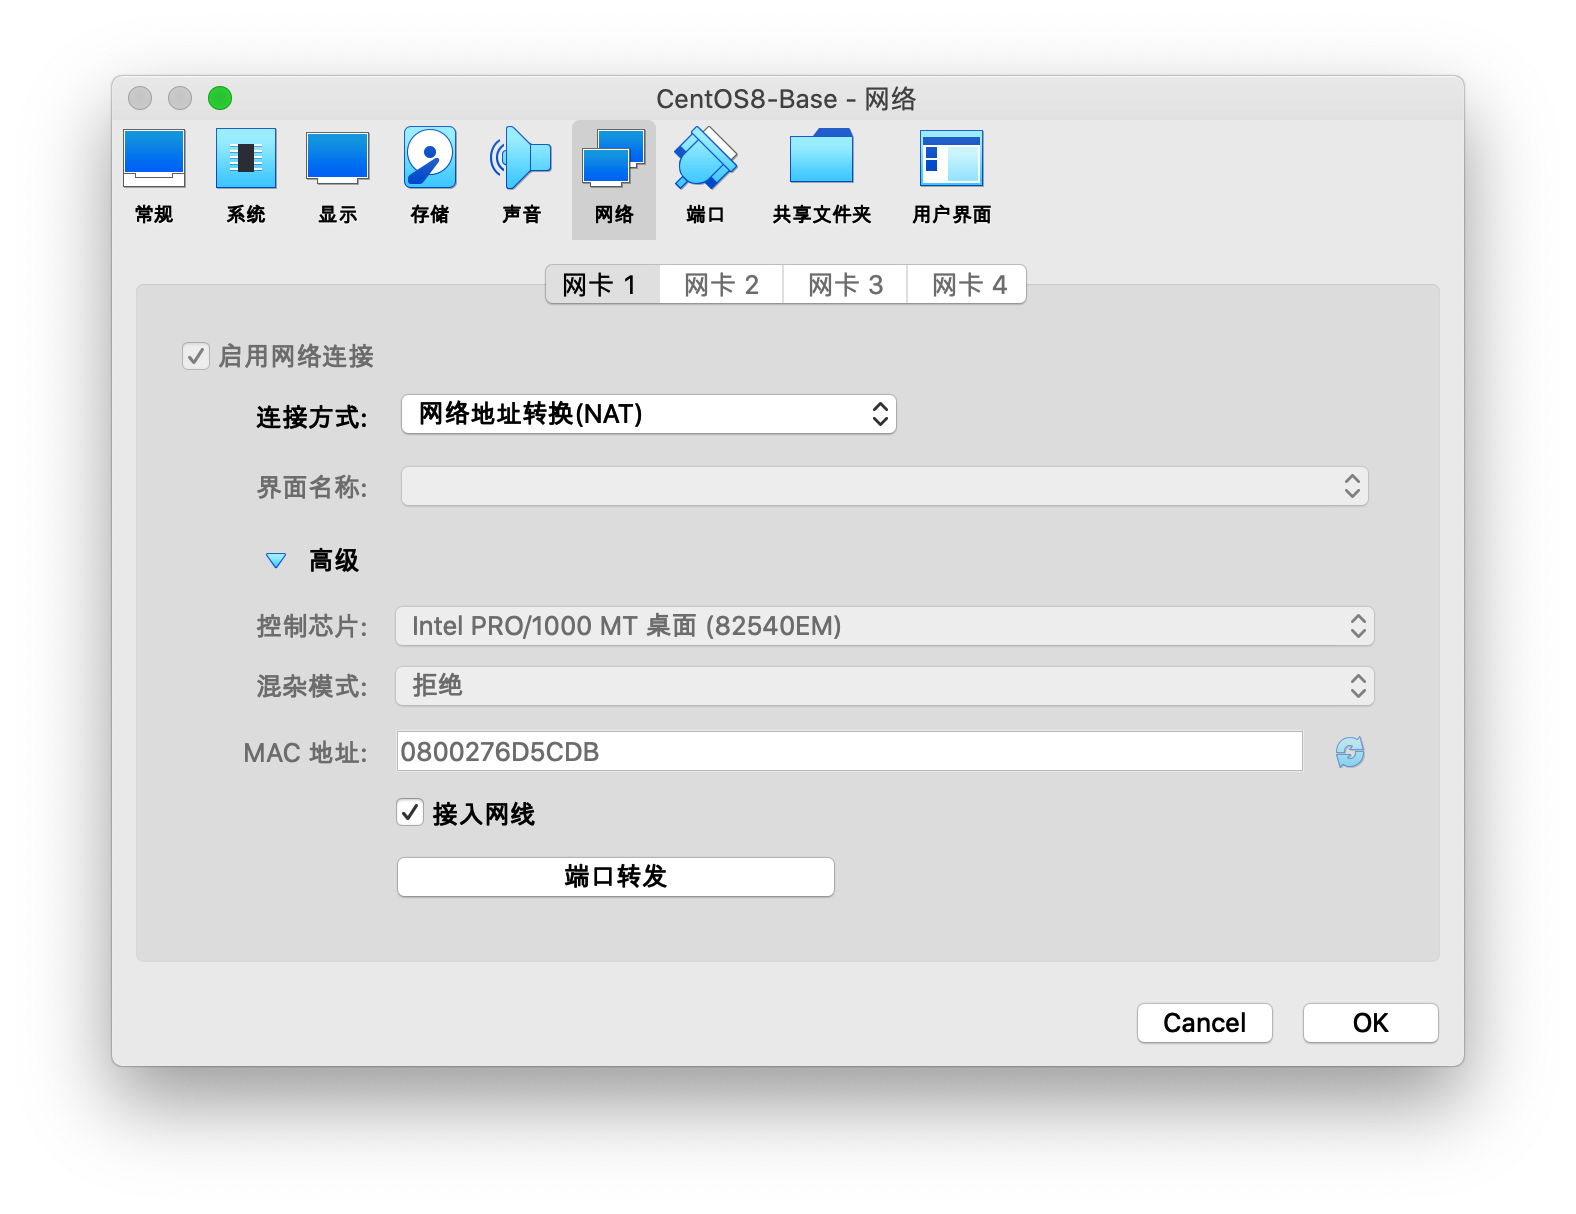 CentOS8-Base - 网络
常规 系统 显示 存储 声音 网络 端口 共享文件夹 用户界面
网卡 1 网卡 2 网卡 3 网卡 4
启用网络连接
连接方式: 网络地址转换(NAT)
界面名称:
高级
控制芯片: Intel PRO/1000 MT 桌面 (82540EM)
混杂模式: 拒绝
MAC 地址: 0800276D5CDB
接入网线
端口转发
Cancel OK